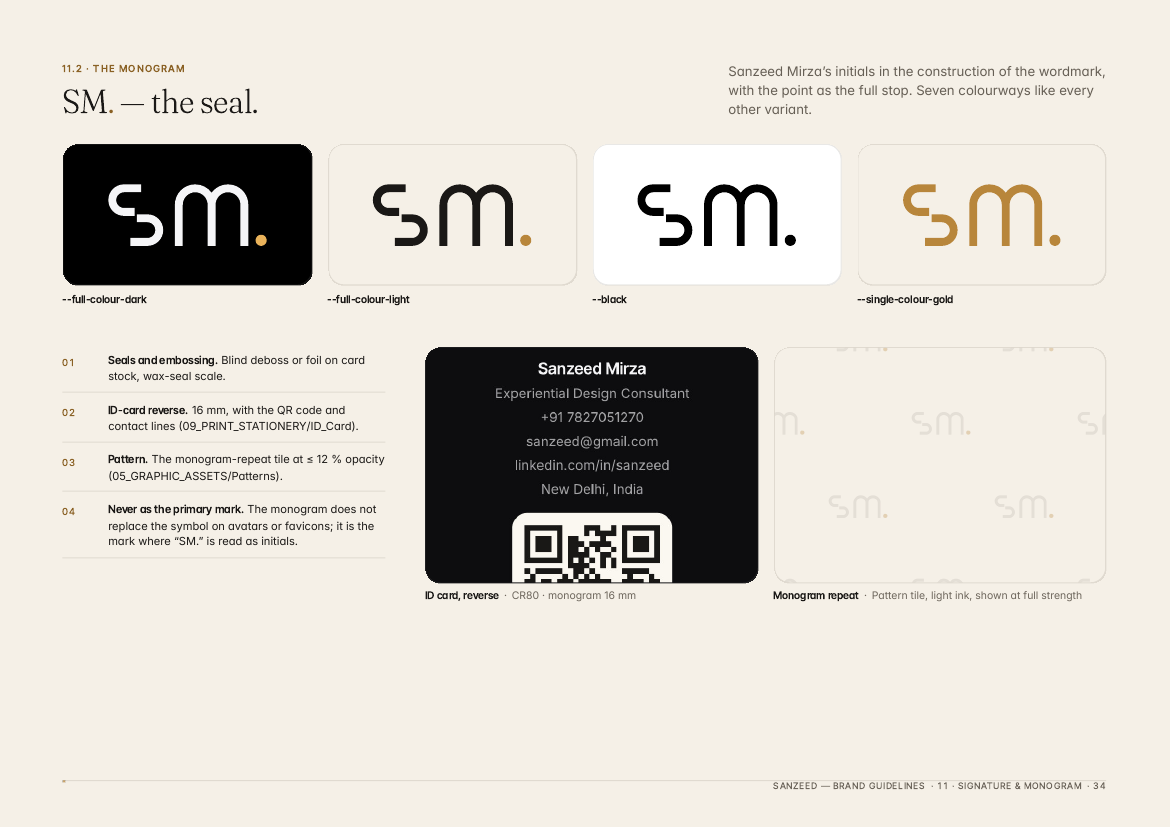 11.2 · THE MONOGRAM
SM. — the seal.
Sanzeed Mirza’s initials in the construction of the wordmark,
with the point as the full stop. Seven colourways like every
other variant.
sm.
sm.
sm.
sm.
--full-colour-dark
--full-colour-light
--black
--single-colour-gold
01
Seals and embossing. Blind deboss or foil on card
stock, wax-seal scale.
02
ID-card reverse. 16 mm, with the QR code and
contact lines (09_PRINT_STATIONERY/ID_Card).
03
Pattern. The monogram-repeat tile at ≤ 12 % opacity
(05_GRAPHIC_ASSETS/Patterns).
04
Never as the primary mark. The monogram does not
replace the symbol on avatars or favicons; it is the
mark where “SM.” is read as initials.
Sanzeed Mirza
Experiential Design Consultant
+91 7827051270
sanzeed@gmail.com
linkedin.com/in/sanzeed
New Delhi, India
ID card, reverse · CR80 · monogram 16 mm
m.
sm.
sm.
sm.
Monogram repeat · Pattern tile, light ink, shown at full strength
SANZEED — BRAND GUIDELINES · 11 · SIGNATURE & MONOGRAM · 34